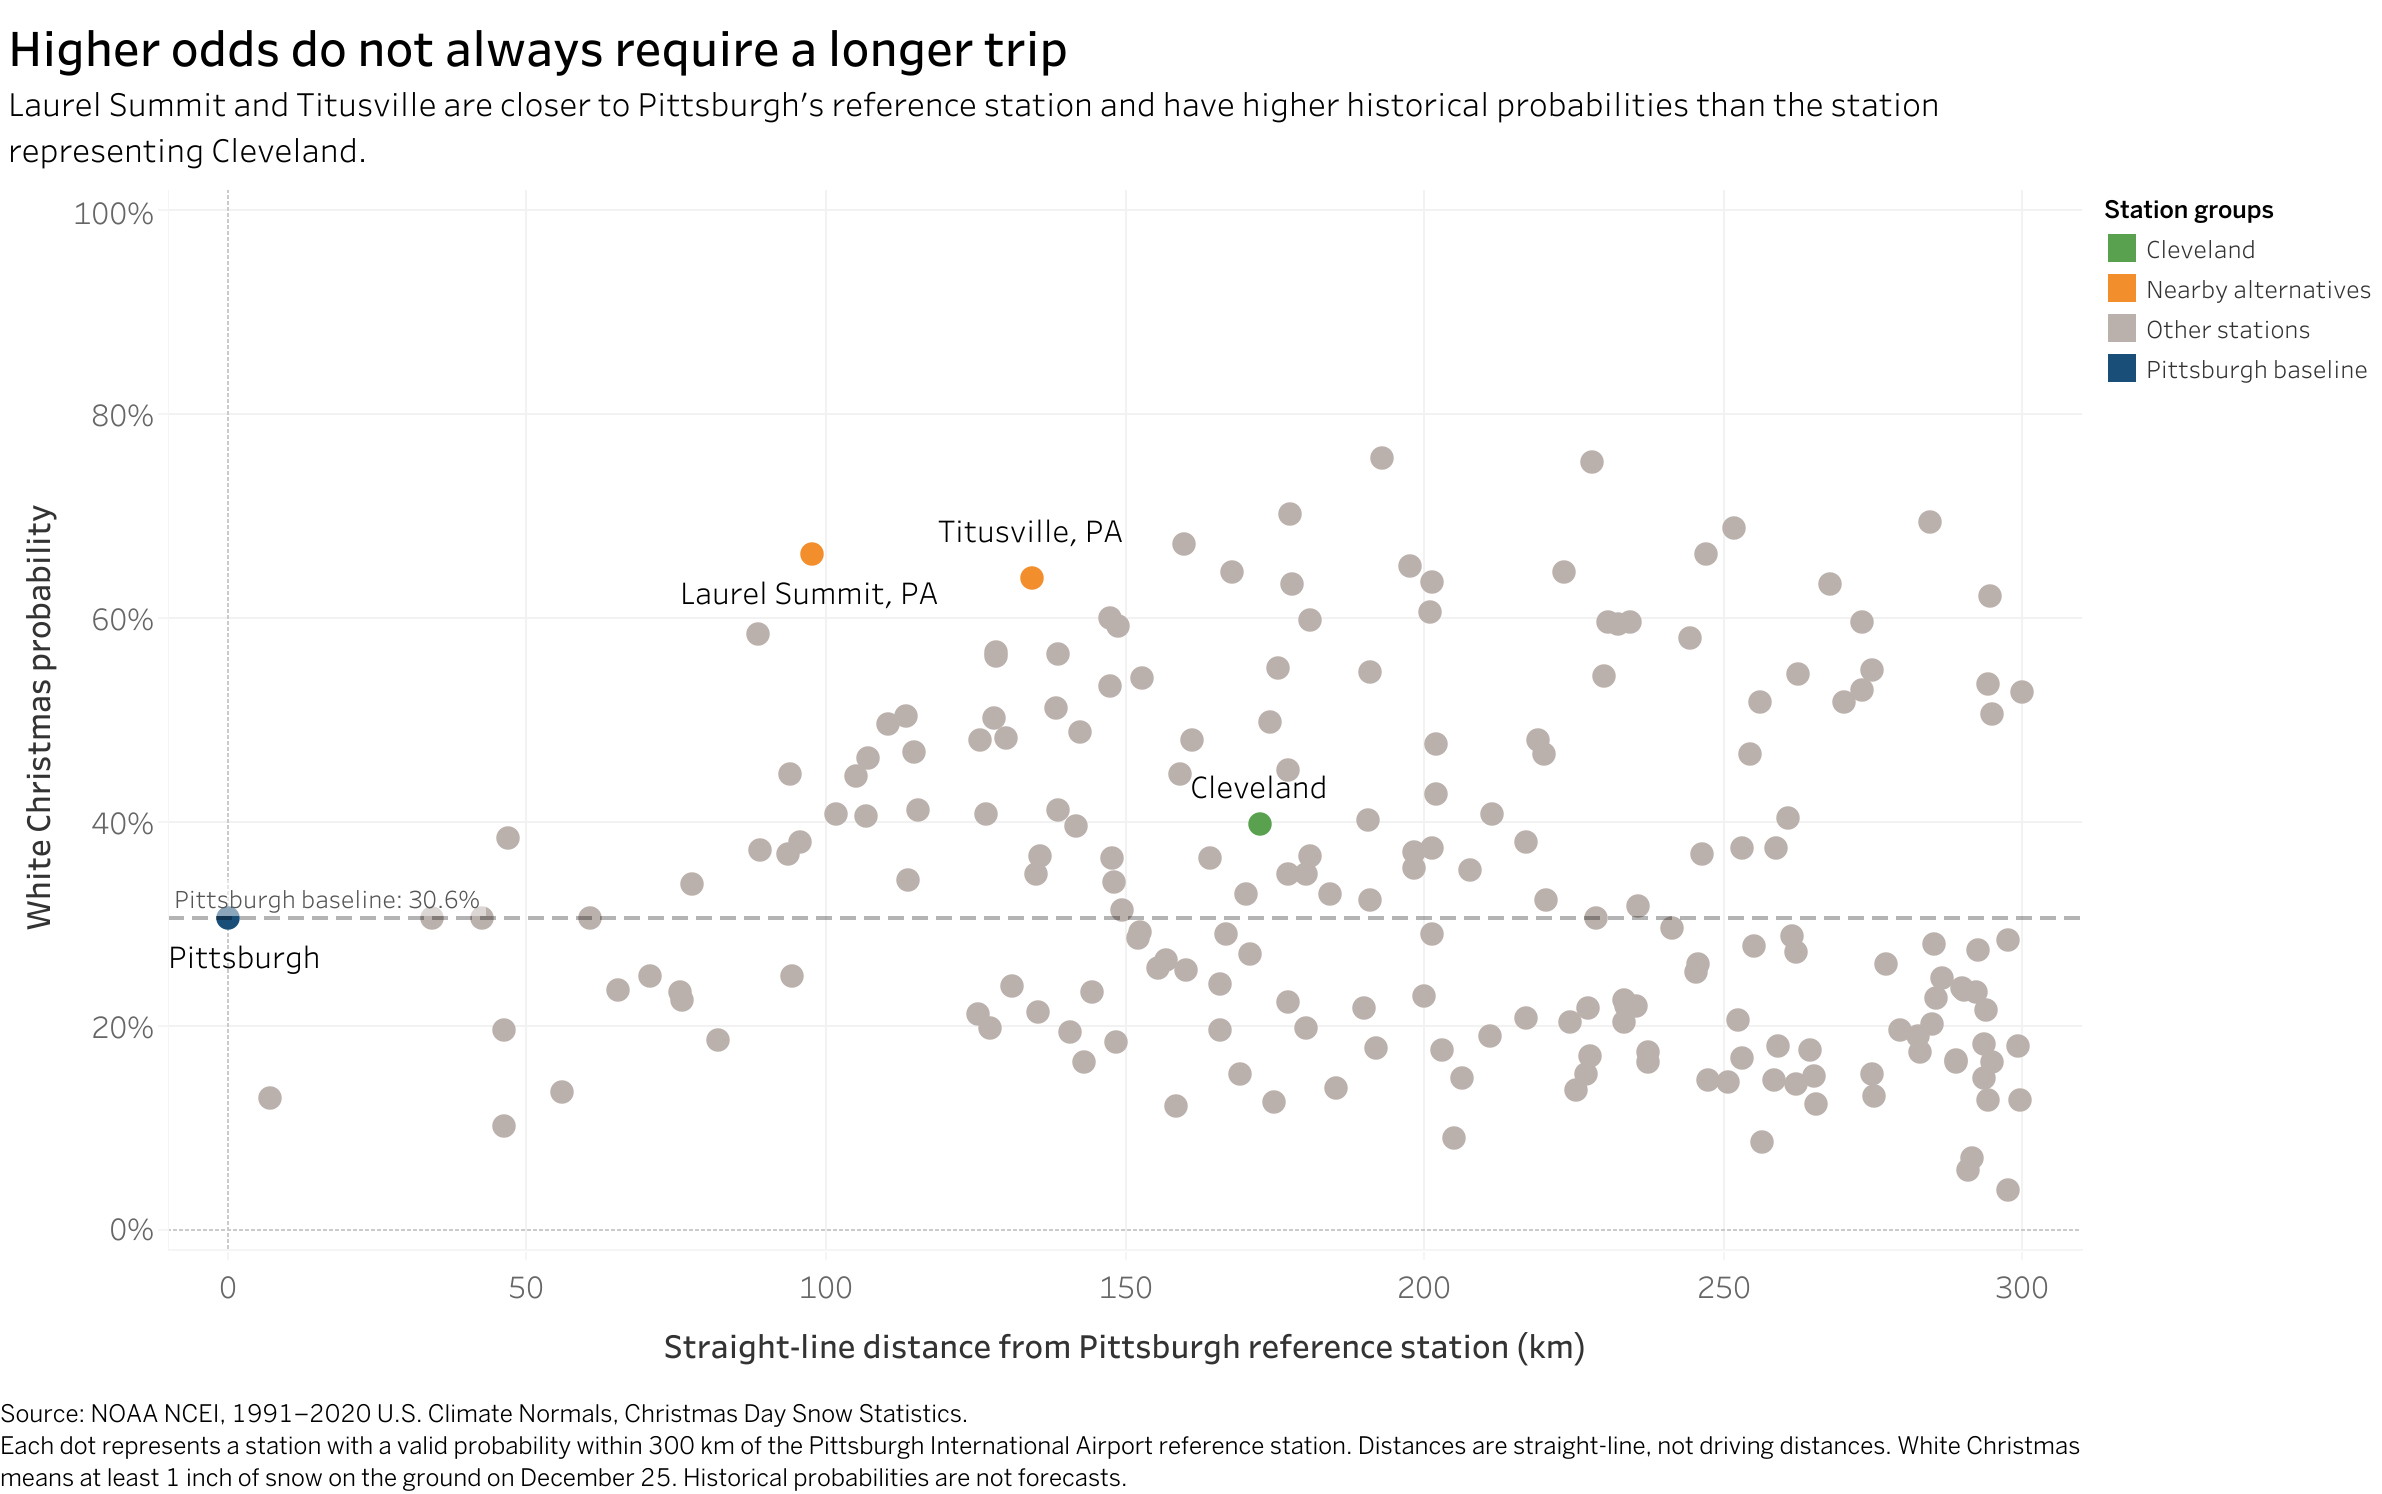 Higher odds do not always require a longer trip
Laurel Summit and Titusville are closer to Pittsburgh’s reference station and have higher historical probabilities than the station
representing Cleveland.
Station groups
Cleveland
Nearby alternatives
Other stations
Pittsburgh baseline
White Christmas probability
100%
80%
60%
40%
20%
0%
Titusville, PA
Laurel Summit, PA
Cleveland
Pittsburgh baseline: 30.6%
Pittsburgh
0
50
100
150
200
250
300
Straight-line distance from Pittsburgh reference station (km)
Source: NOAA NCEI, 1991–2020 U.S. Climate Normals, Christmas Day Snow Statistics.
Each dot represents a station with a valid probability within 300 km of the Pittsburgh International Airport reference station. Distances are straight-line, not driving distances. White Christmas
means at least 1 inch of snow on the ground on December 25. Historical probabilities are not forecasts.